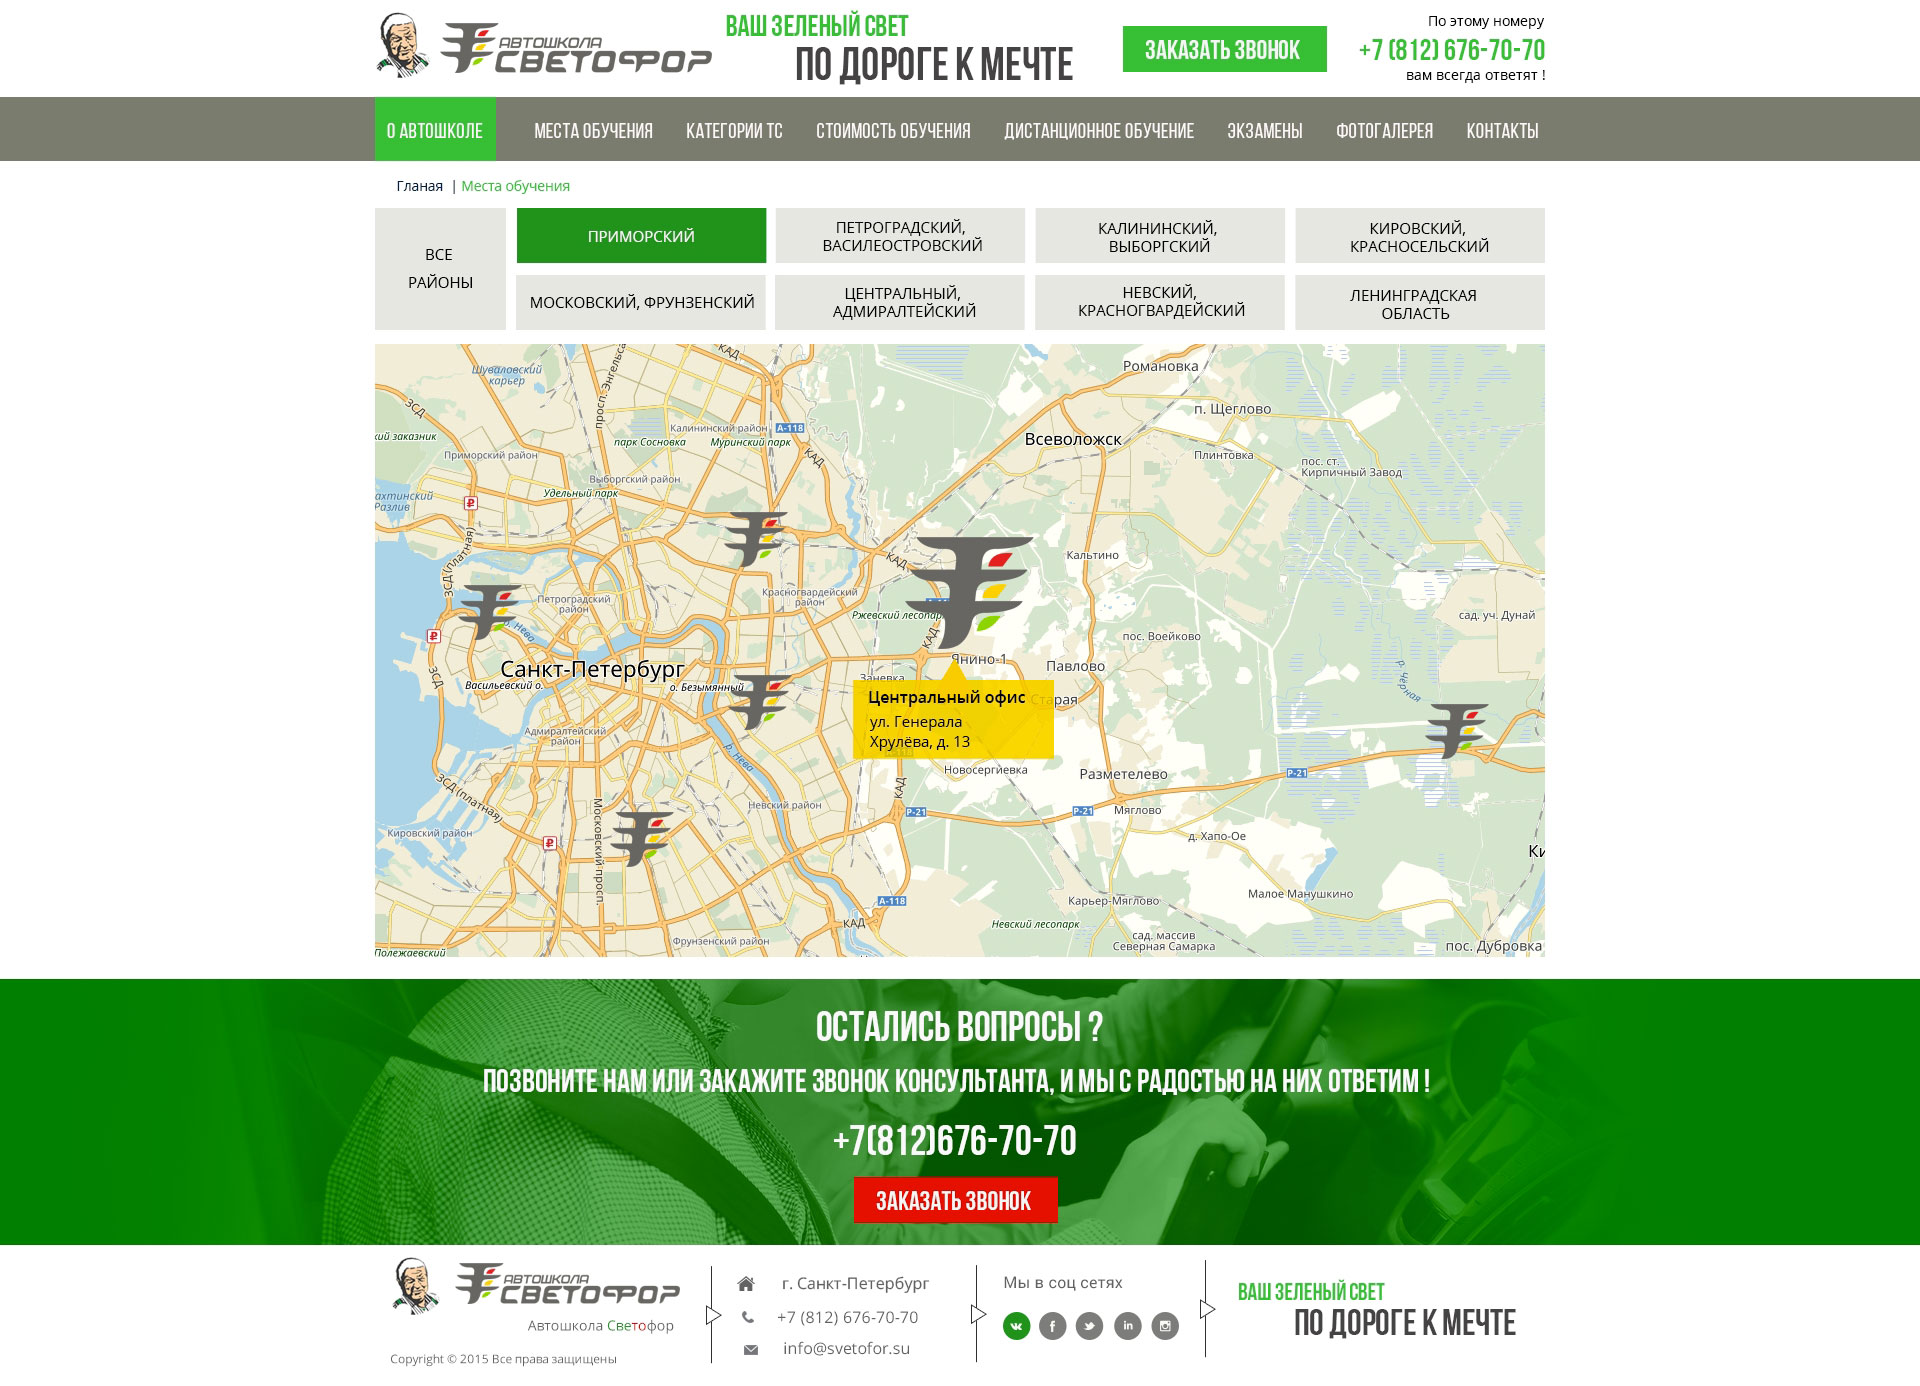 АВТОШКОЛА
СВЕТОФОР
ВАШ ЗЕЛЕНЫЙ СВЕТ
ПО ДОРОГЕ К МЕЧТЕ
ЗАКАЗАТЬ ЗВОНОК
По этому номеру
+7 (812) 676-70-70
вам всегда ответят !
О АВТОШКОЛЕ
МЕСТА ОБУЧЕНИЯ
КАТЕГОРИИ ТС
СТОИМОСТЬ ОБУЧЕНИЯ
ДИСТАНЦИОННОЕ ОБУЧЕНИЕ
ЭКЗАМЕНЫ
ФОТОГАЛЕРЕЯ
КОНТАКТЫ
Гланая | Места обучения
ВСЕ
РАЙОНЫ
ПРИМОРСКИЙ
ПЕТРОГРАДСКИЙ,
ВАСИЛЕОСТРОВСКИЙ
КАЛИНИНСКИЙ,
ВЫБОРГСКИЙ
КИРОВСКИЙ,
КРАСНОСЕЛЬСКИЙ
МОСКОВСКИЙ, ФРУНЗЕНСКИЙ
ЦЕНТРАЛЬНЫЙ,
АДМИРАЛТЕЙСКИЙ
НЕВСКИЙ,
КРАСНОГВАРДЕЙСКИЙ
ЛЕНИНГРАДСКАЯ
ОБЛАСТЬ
КАД
Шуваловский
карьер
просп. Энгельса
Романовка
ЗСД
п. Щеглово
Калининский район
А-118
кий заказник
парк Сосновка
Муринский парк
Всеволожск
Приморский район
КАД
Плинтовка
пос. ст.
Кирпичный Завод
Выборгский район
Удельный парк
ахтинский
Разлив
ЗСД (платная)
КАД
Кальтино
Петроградский
район
Красногвардейский
район
Ржевский лесопарк
сад. уч. Дунай
р. Нева
КАД
пос. Воейково
Янино-1
Павлово
Санкт-Петербург
ЗСД
Васильевский о.
о. Безымянный
Заневка
р. Чёрная
Центральный офис
Старая
ул. Генерала
Хрулёва, д. 13
Адмиралтейский
район
р. Нева
Новосергиевка
Разметелево
Р-21
ЗСД (платная)
КАД
Невский район
Р-21
Р-21
Мяглово
Кировский район
Московский просп.
д. Хапо-Ое
Ки
Малое Манушкино
А-118
Карьер-Мяглово
КАД
Невский лесопарк
Фрунзенский район
сад. массив
Северная Самарка
пос. Дубровка
Полежаевский
ОСТАЛИСЬ ВОПРОСЫ ?
ПОЗВОНИТЕ НАМ ИЛИ ЗАКАЖИТЕ ЗВОНОК КОНСУЛЬТАНТА, И МЫ С РАДОСТЬЮ НА НИХ ОТВЕТИМ !
+7(812)676-70-70
ЗАКАЗАТЬ ЗВОНОК
АВТОШКОЛА
СВЕТОФОР
Автошкола Светофор
Copyright © 2015 Все права защищены
г. Санкт-Петербург
+7 (812) 676-70-70
info@svetofor.su
Мы в соц сетях
ВАШ ЗЕЛЕНЫЙ СВЕТ
ПО ДОРОГЕ К МЕЧТЕ